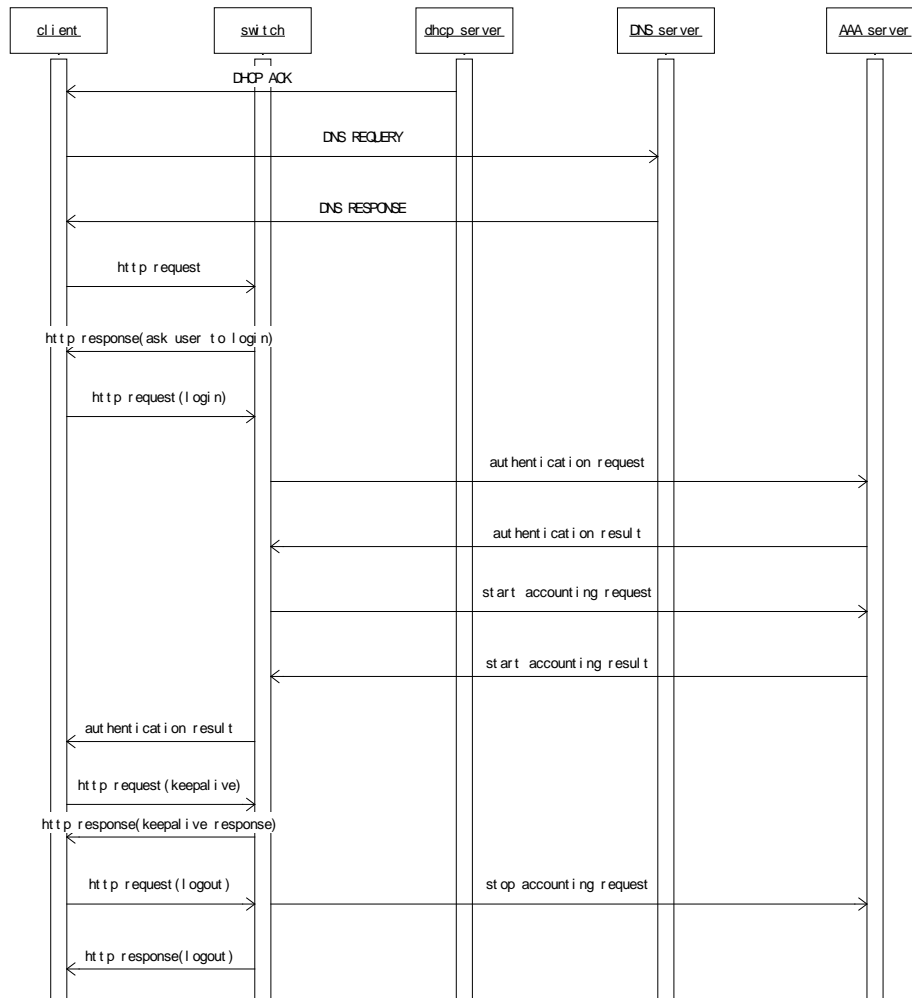 client
switch
dhcp server
DNS server
AAA server
DHCP ACK
DNS REQUERY
DNS RESPONSE
http request
http response(ask user to login)
http request(login)
authentication request
authentication result
start accounting request
start accounting result
authentication result
http request(keepalive)
http response(keepalive response)
http request(logout)
stop accounting request
http response(logout)